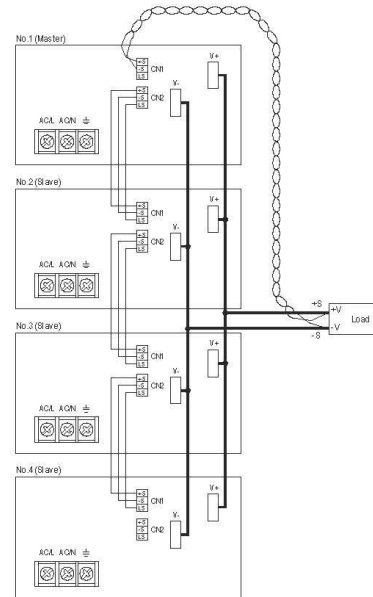 No.1 (Master)
+S
-S
LS
CN1
V+
+S
-S
LS
CN2
V-
AC/L AC/N
No.2 (Slave)
+S
-S
LS
CN1
V+
+S
-S
LS
CN2
V-
AC/L AC/N
+S
+V
Load
-V
-S
No.3 (Slave)
+S
-S
LS
CN1
V+
+S
-S
LS
CN2
V-
AC/L AC/N
No.4 (Slave)
+S
-S
LS
CN1
V+
+S
-S
LS
CN2
V-
AC/L AC/N